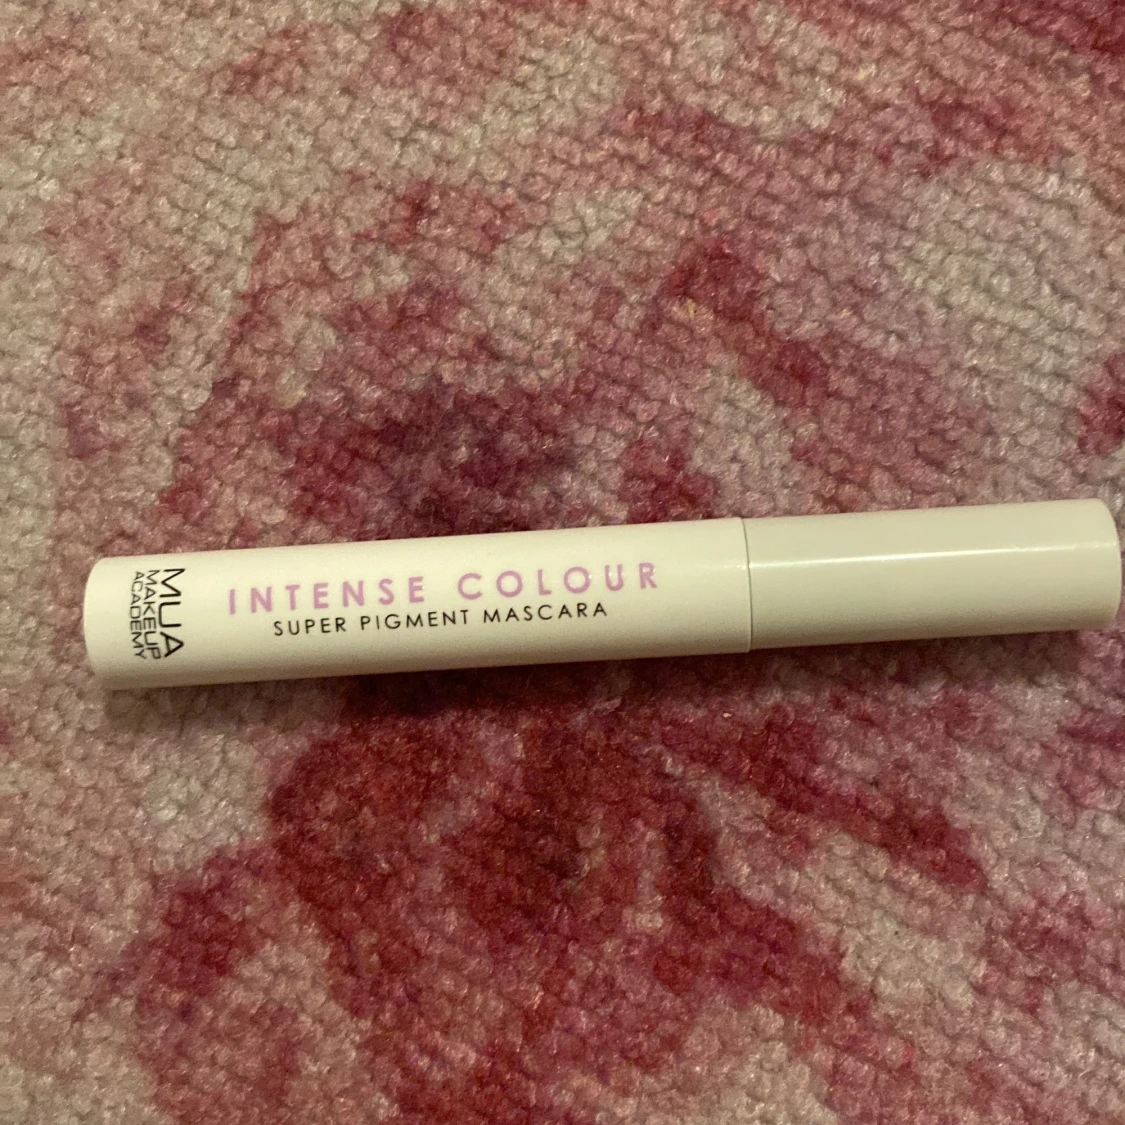 MUA
MAKEUP
ACADEMY
INTENSE COLOUR
SUPER PIGMENT MASCARA